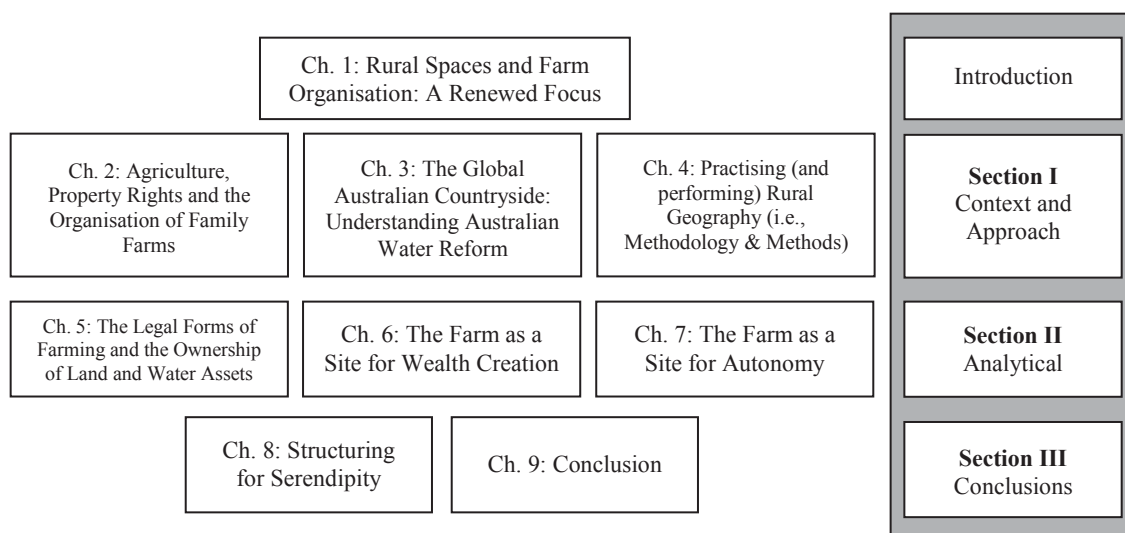 Ch. 1: Rural Spaces and Farm
Organisation: A Renewed Focus
Introduction
Ch. 2: Agriculture,
Property Rights and the
Organisation of Family
Farms
Ch. 3: The Global
Australian Countryside:
Understanding Australian
Water Reform
Ch. 4: Practising (and
performing) Rural
Geography (i.e.,
Methodology & Methods)
Section I
Context and
Approach
Ch. 5: The Legal Forms of
Farming and the Ownership
of Land and Water Assets
Ch. 6: The Farm as a
Site for Wealth Creation
Ch. 7: The Farm as a
Site for Autonomy
Section II
Analytical
Ch. 8: Structuring
for Serendipity
Ch. 9: Conclusion
Section III
Conclusions